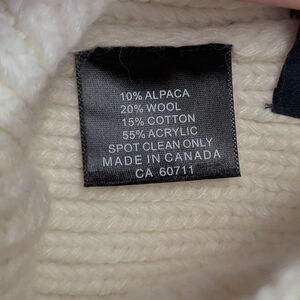 10% ALPACA
20% WOOL
15% COTTON
55% ACRYLIC
SPOT CLEAN ONLY
MADE IN CANADA
CA 60711